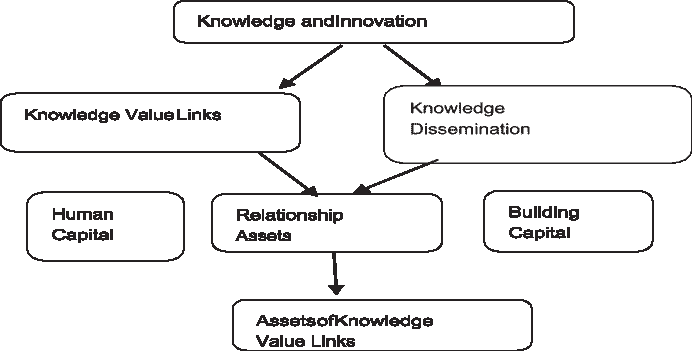 Knowledge andInnovation
Knowledge ValueLinks
Knowledge
Dissemination
Human
Capital
Relationship
Assets
Building
Capital
AssetsofKnowledge
Value Links